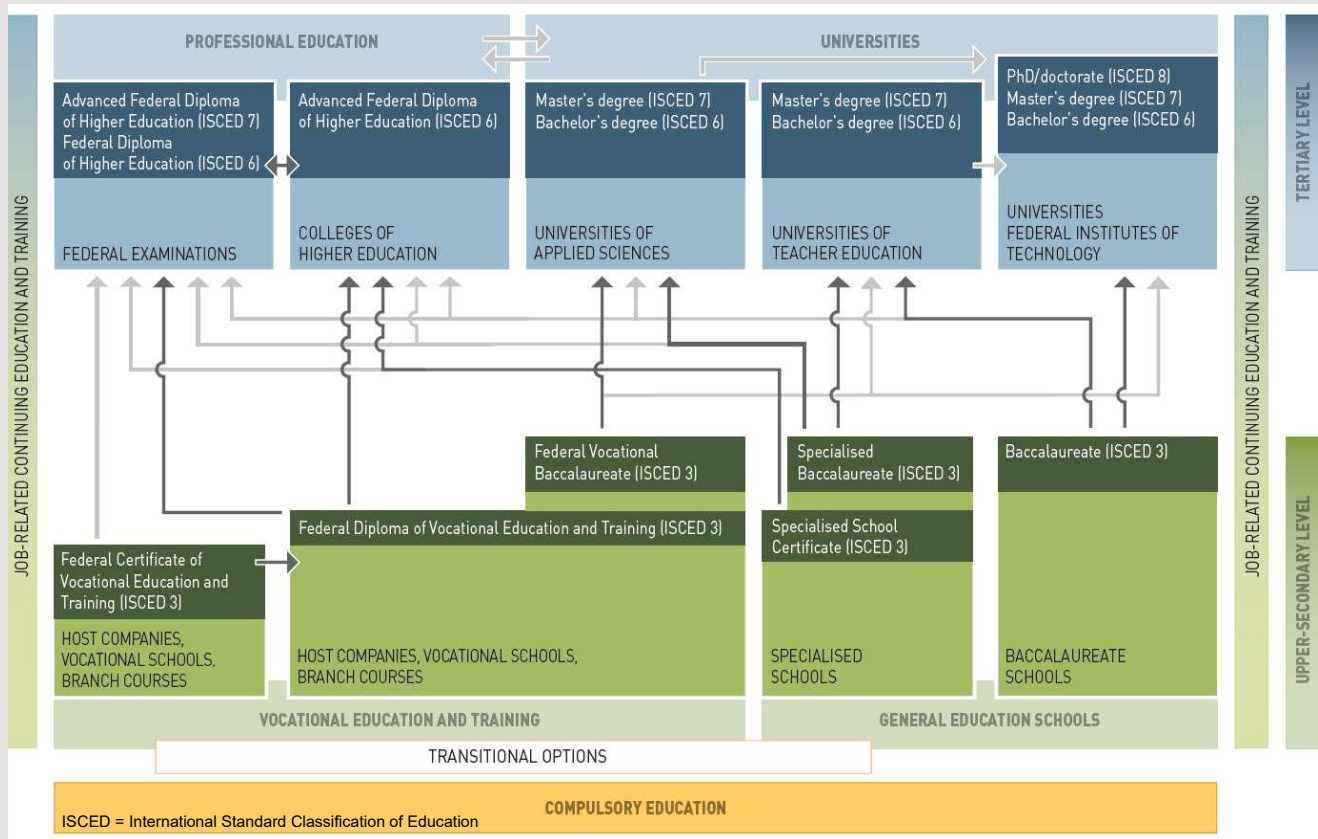 PROFESSIONAL EDUCATION
UNIVERSITIES
Advanced Federal Diploma
of Higher Education (ISCED 7)
Federal Diploma
of Higher Education (ISCED 6)
FEDERAL EXAMINATIONS
Advanced Federal Diploma
of Higher Education (ISCED 6)
COLLEGES OF
HIGHER EDUCATION
Master's degree (ISCED 7)
Bachelor's degree (ISCED 6)
UNIVERSITIES OF
APPLIED SCIENCES
Master's degree (ISCED 7)
Bachelor's degree (ISCED 6)
UNIVERSITIES OF
TEACHER EDUCATION
PhD/doctorate (ISCED 8)
Master's degree (ISCED 7)
Bachelor's degree (ISCED 6)
UNIVERSITIES
FEDERAL INSTITUTES OF
TECHNOLOGY
JOB-RELATED CONTINUING EDUCATION AND TRAINING
JOB-RELATED CONTINUING EDUCATION AND TRAINING
TERTIARY LEVEL
UPPER-SECONDARY LEVEL
Federal Certificate of
Vocational Education and
Training (ISCED 3)
HOST COMPANIES,
VOCATIONAL SCHOOLS,
BRANCH COURSES
Federal Vocational
Baccalaureate (ISCED 3)
Federal Diploma of Vocational Education and Training (ISCED 3)
HOST COMPANIES, VOCATIONAL SCHOOLS,
BRANCH COURSES
Specialised
Baccalaureate (ISCED 3)
Specialised School
Certificate (ISCED 3)
SPECIALISED
SCHOOLS
Baccalaureate (ISCED 3)
BACCALAUREATE
SCHOOLS
VOCATIONAL EDUCATION AND TRAINING
GENERAL EDUCATION SCHOOLS
TRANSITIONAL OPTIONS
COMPULSORY EDUCATION
ISCED = International Standard Classification of Education